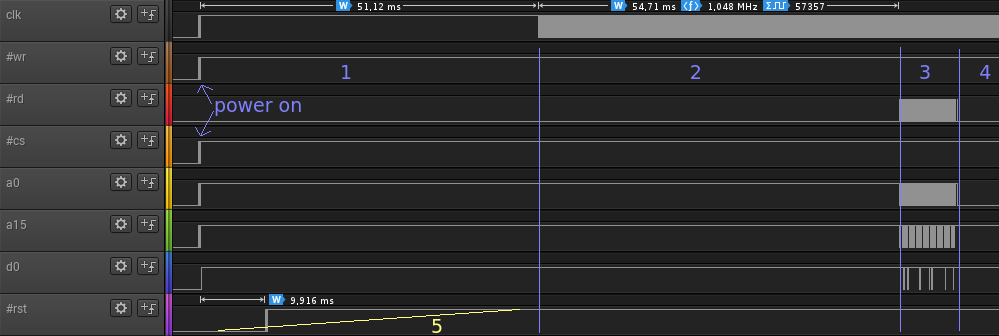 clk
W 51,12 ms
W 54,71 ms (f) 1,048 MHz Σ 57357
#wr
1
2
3
4
#rd
power on
#cs
a0
a15
d0
W 9,916 ms
#rst
5